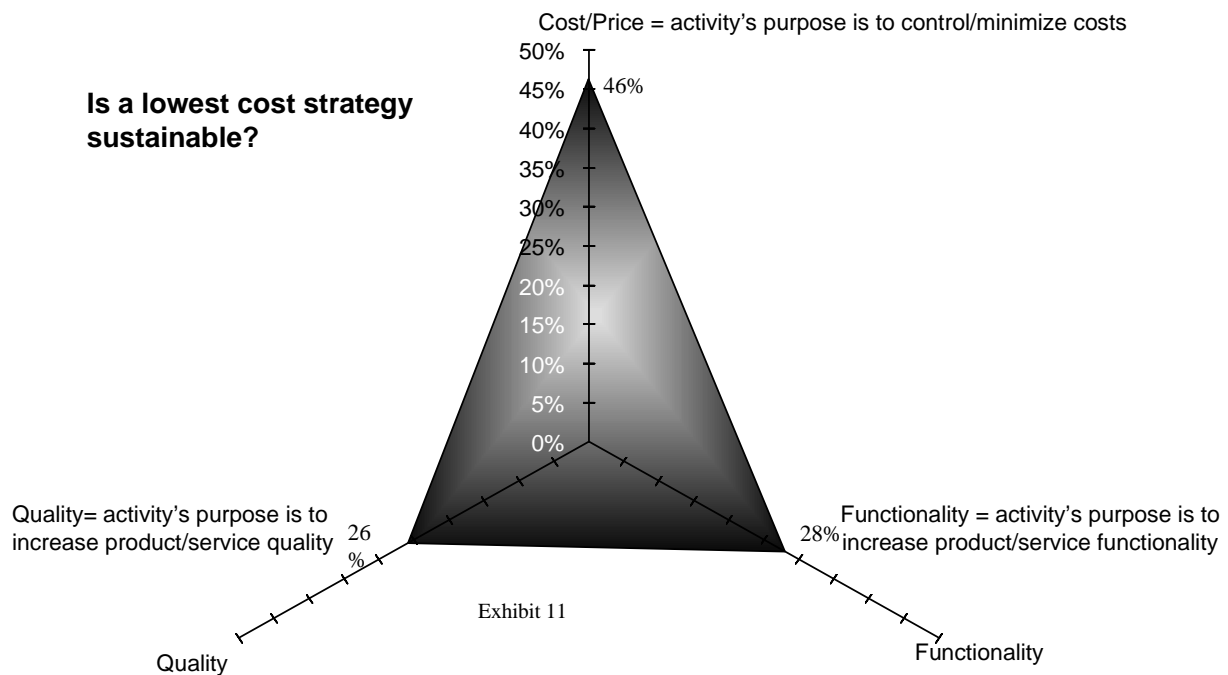 Cost/Price = activity’s purpose is to control/minimize costs
50%
Is a lowest cost strategy
sustainable?
45%
46%
40%
35%
30%
25%
20%
15%
10%
5%
0%
Quality= activity’s purpose is to
increase product/service quality
26
%
28%
Functionality = activity’s purpose is to
increase product/service functionality
Exhibit 11
Quality
Functionality